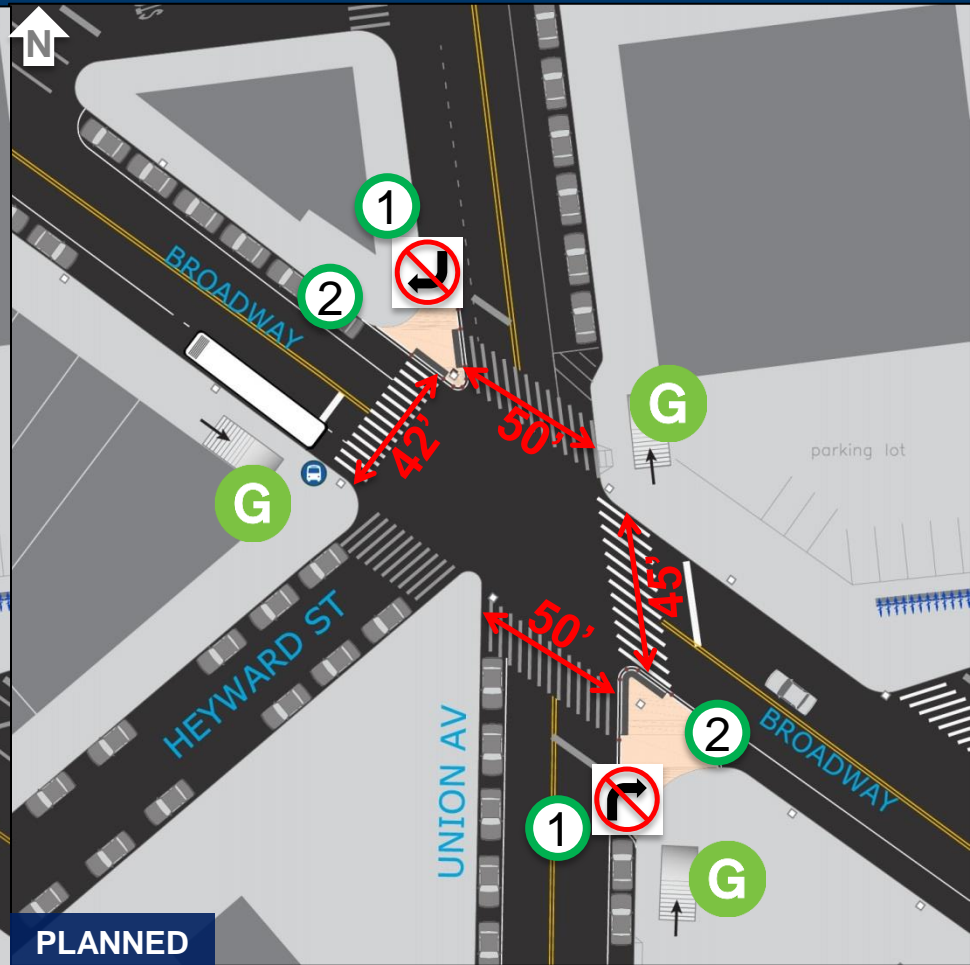 N
1
BROADWAY
2
G
50'
42'
parking lot
G
45'
50'
HEYWARD ST
UNION AV
2
BROADWAY
1
G
PLANNED